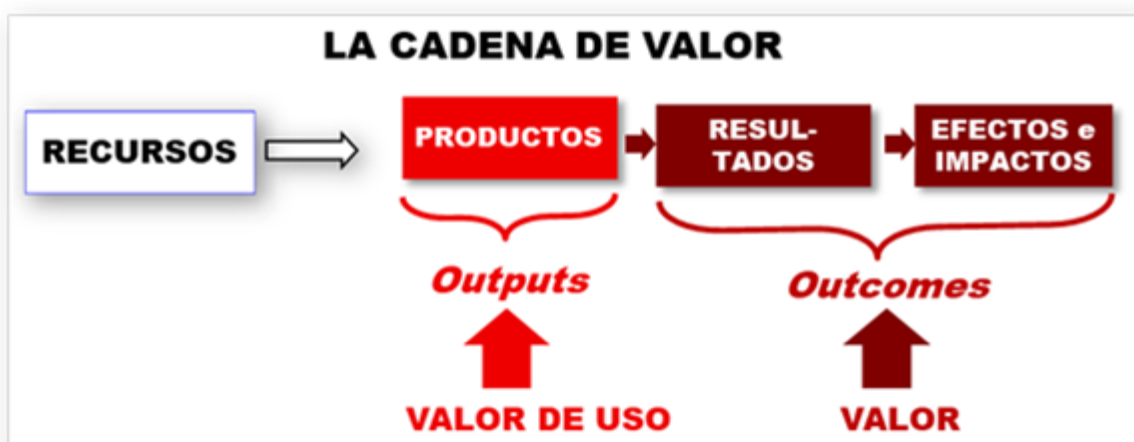 LA CADENA DE VALOR
RECURSOS
PRODUCTOS
RESUL-
TADOS
EFECTOS e
IMPACTOS
Outputs
Outcomes
VALOR DE USO
VALOR